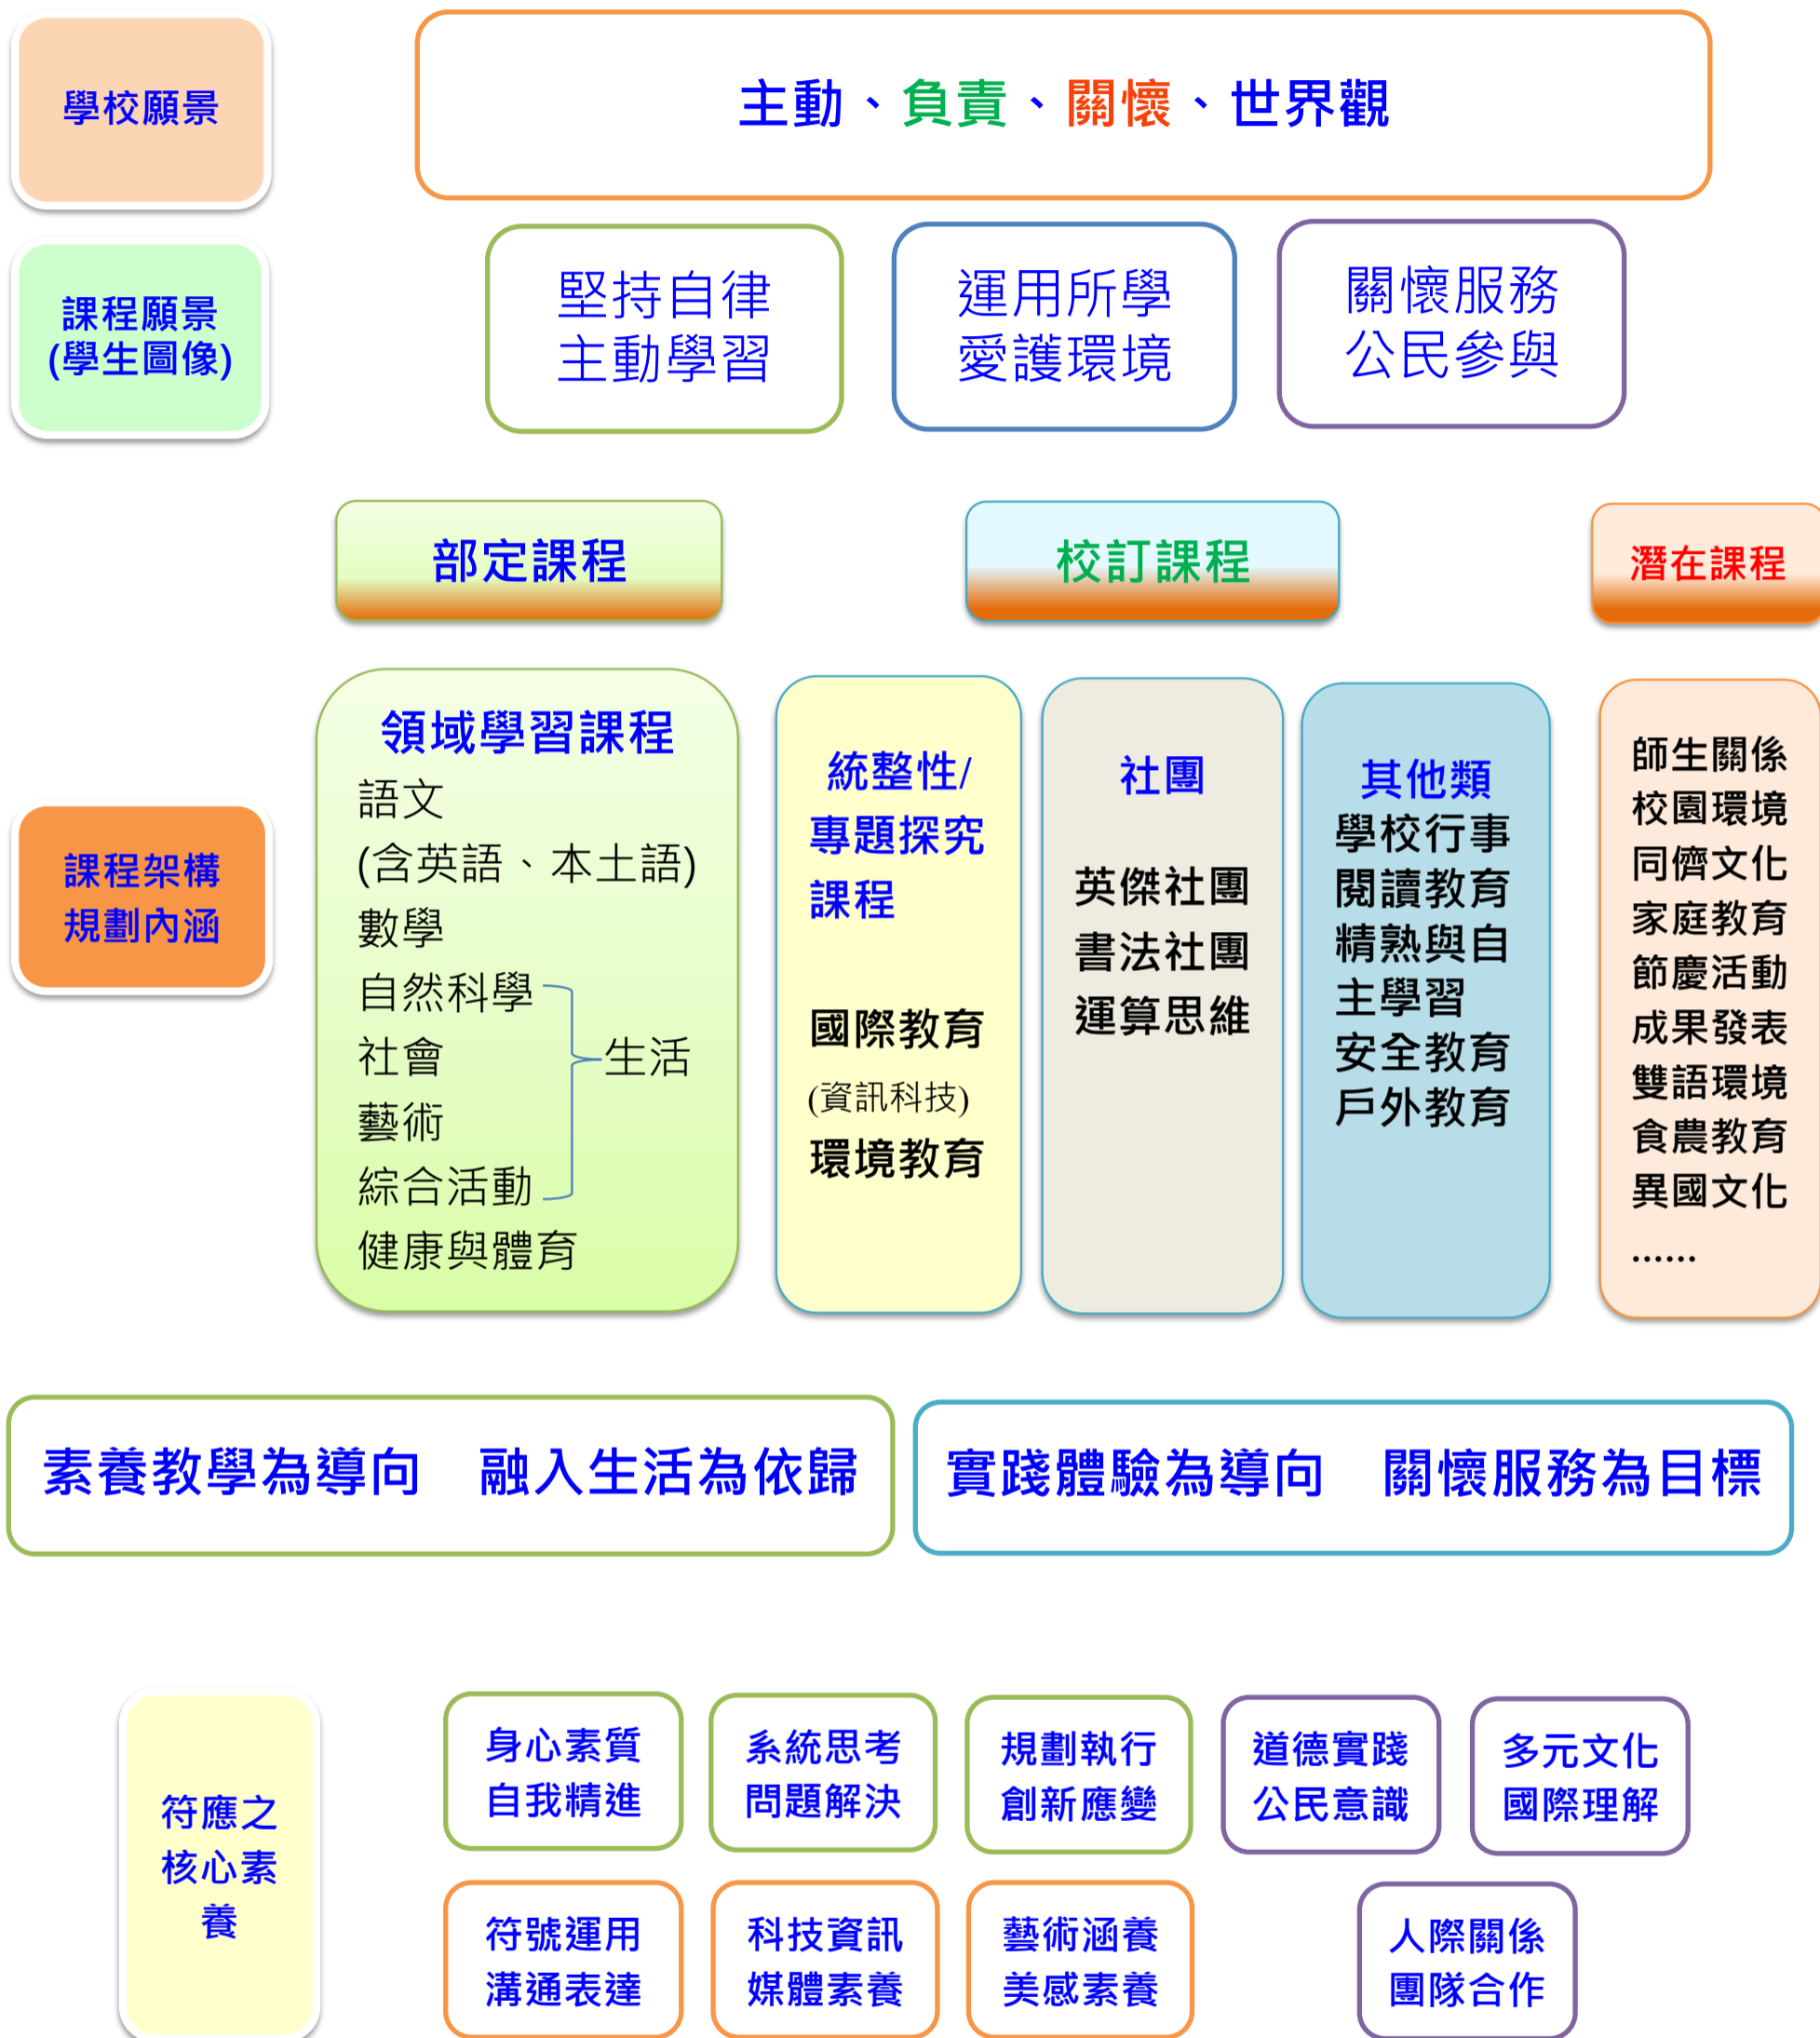 學校願景
主動、負責、關懷、世界觀
課程願景
(學生圖像)
堅持自律
主動學習
運用所學
愛護環境
關懷服務
公民參與
部定課程
校訂課程
潛在課程
課程架構
規劃內涵
領域學習課程
語文
(含英語、本土語)
數學
自然科學
社會
藝術
綜合活動
健康與體育
生活
統整性/
專題探究
課程
國際教育
(資訊科技)
環境教育
社團
英傑社團
書法社團
運算思維
其他類
學校行事
閱讀教育
精熟與自
主學習
安全教育
戶外教育
師生關係
校園環境
同儕文化
家庭教育
節慶活動
成果發表
雙語環境
食農教育
異國文化
……
素養教學為導向　融入生活為依歸
實踐體驗為導向　關懷服務為目標
符應之
核心素
養
身心素質
自我精進
系統思考
問題解決
規劃執行
創新應變
道德實踐
公民意識
多元文化
國際理解
符號運用
溝通表達
科技資訊
媒體素養
藝術涵養
美感素養
人際關係
團隊合作